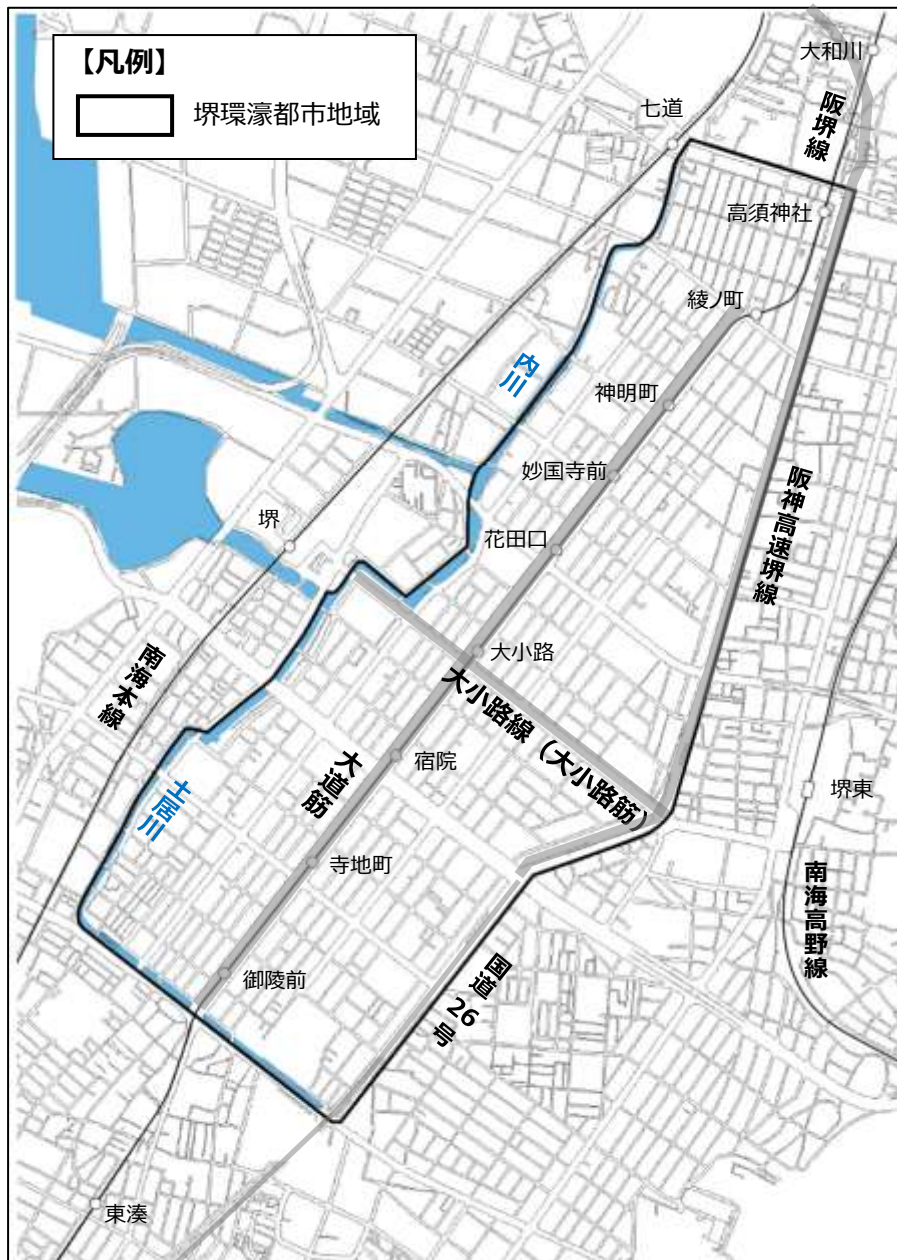 【凡例】
堺環濠都市地域
大和川
七道
阪堺線
高須神社
綾ノ町
内川
神明町
妙国寺前
阪神高速堺線
堺
花田口
大小路
南海本線
大小路線（大小路筋）
宿院
大道筋
土居川
堺東
寺地町
南海高野線
御陵前
国道26号
東湊